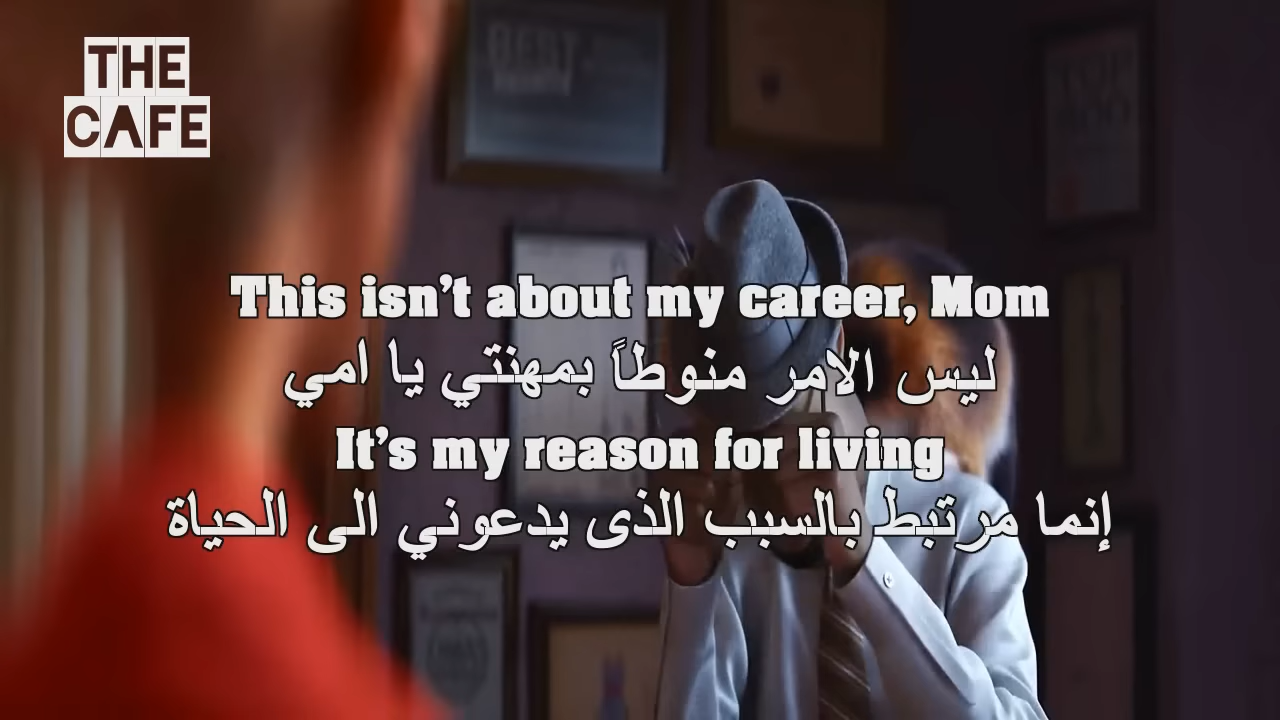 THE
CAFE
BEST
This isn't about my career, Mom
ليس الامر منوطاً بمهنتي يا امي
It's my reason for living
إنما مرتبط بالسبب الذى يدعوني الى الحياة